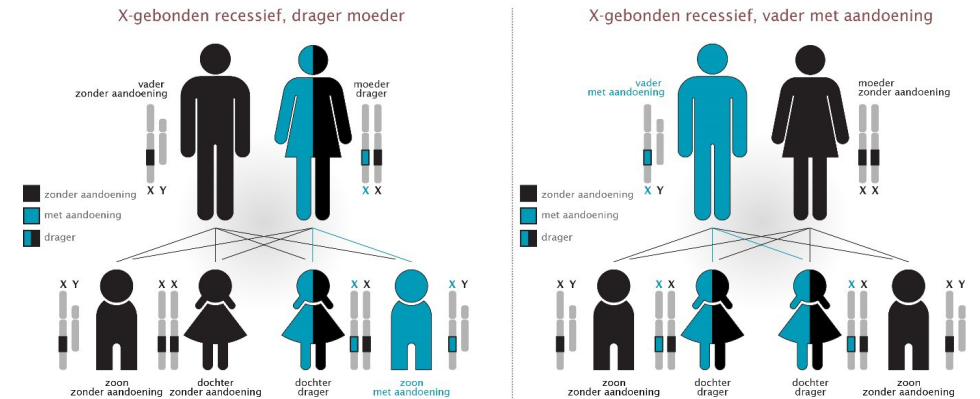 X-gebonden recessief, drager moeder
vader
zonder aandoening
moeder
drager
X Y
X X
zonder aandoening
met aandoening
drager
X Y
X X
X X
X Y
zoon
zonder aandoening
dochter
zonder aandoening
dochter
drager
zoon
met aandoening
X-gebonden recessief, vader met aandoening
vader
met aandoening
moeder
zonder aandoening
X Y
X X
zonder aandoening
met aandoening
drager
X Y
X X
X X
X Y
zoon
zonder aandoening
dochter
drager
dochter
drager
zoon
zonder aandoening